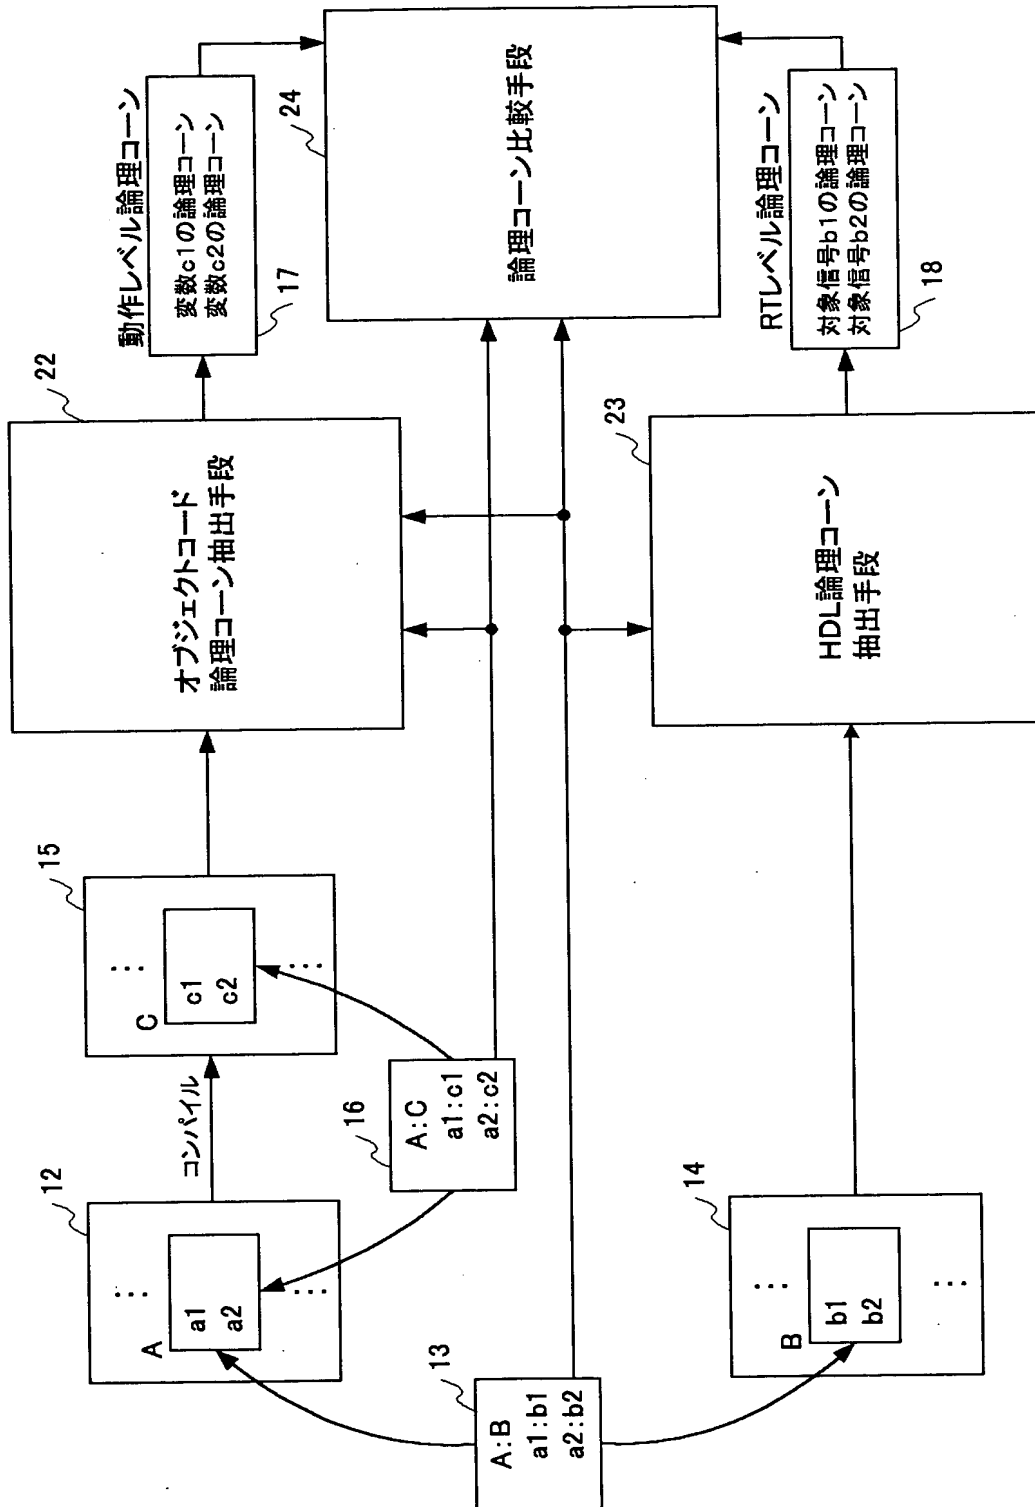 12
A
a1
a2
⋮
⋮
コンパイル
15
C
c1
c2
⋮
⋮
22
オブジェクトコード
論理コーン抽出手段
動作レベル論理コーン
変数c1の論理コーン
変数c2の論理コーン
17
13
A:B
a1:b1
a2:b2
16
A:C
a1:c1
a2:c2
24
論理コーン比較手段
14
B
b1
b2
⋮
⋮
23
HDL論理コーン
抽出手段
RTレベル論理コーン
対象信号b1の論理コーン
対象信号b2の論理コーン
18